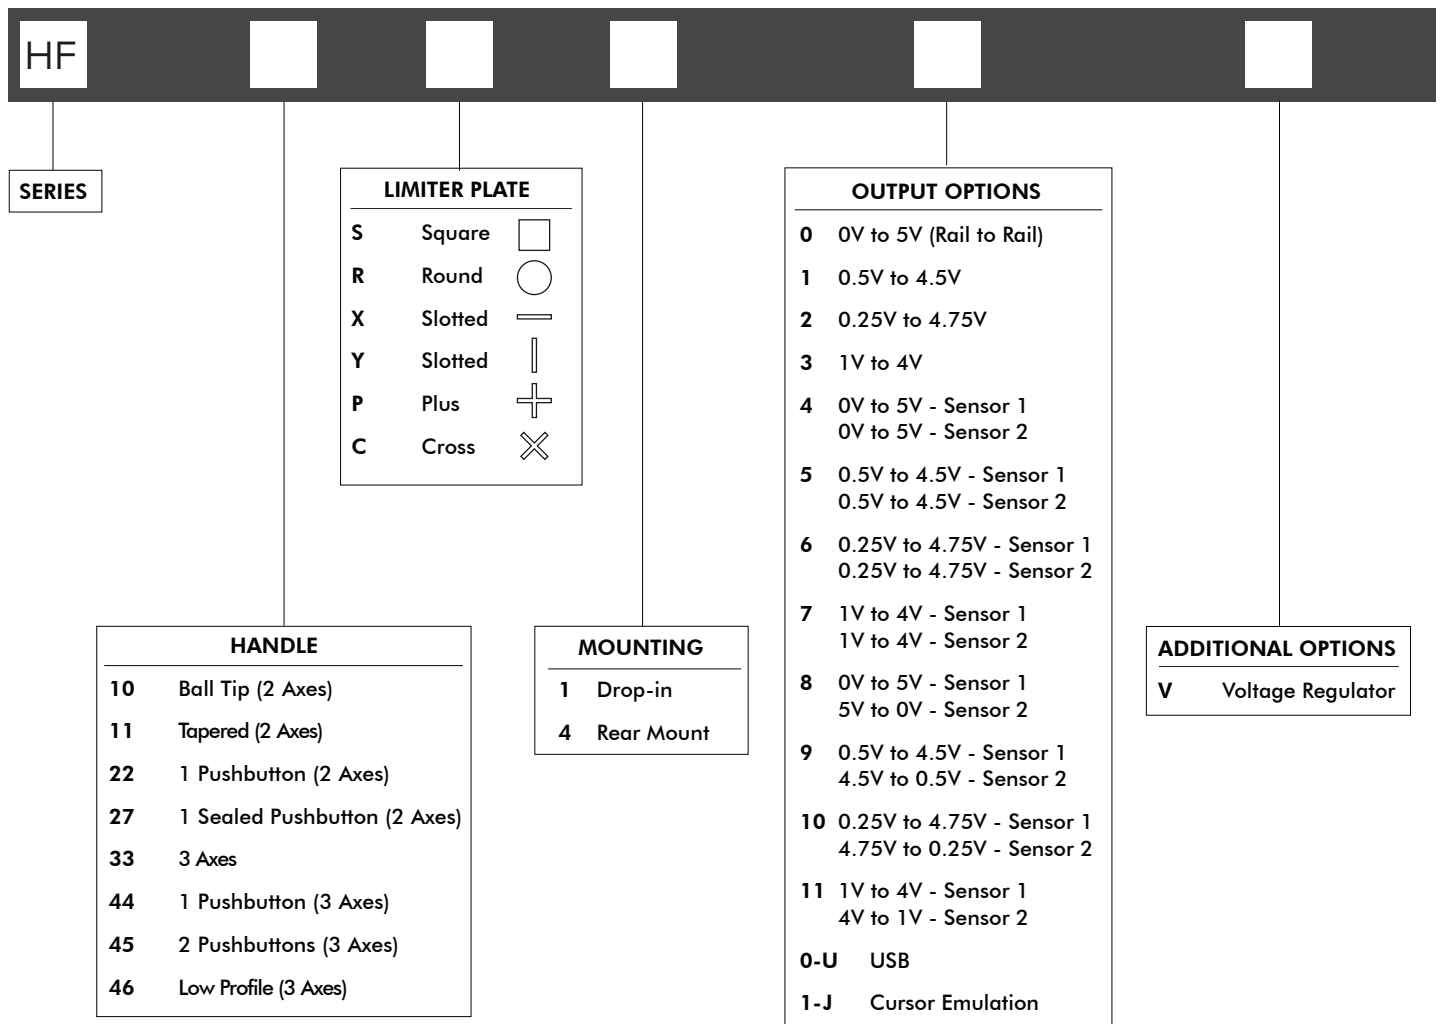 HF
SERIES
LIMITER PLATE
S Square
R Round
X Slotted
Y Slotted
P Plus
C Cross
OUTPUT OPTIONS
0 0V to 5V (Rail to Rail)
1 0.5V to 4.5V
2 0.25V to 4.75V
3 1V to 4V
4 0V to 5V - Sensor 1
0V to 5V - Sensor 2
5 0.5V to 4.5V - Sensor 1
0.5V to 4.5V - Sensor 2
6 0.25V to 4.75V - Sensor 1
0.25V to 4.75V - Sensor 2
7 1V to 4V - Sensor 1
1V to 4V - Sensor 2
8 0V to 5V - Sensor 1
5V to 0V - Sensor 2
9 0.5V to 4.5V - Sensor 1
4.5V to 0.5V - Sensor 2
10 0.25V to 4.75V - Sensor 1
4.75V to 0.25V - Sensor 2
11 1V to 4V - Sensor 1
4V to 1V - Sensor 2
0-U USB
1-J Cursor Emulation
HANDLE
10 Ball Tip (2 Axes)
11 Tapered (2 Axes)
22 1 Pushbutton (2 Axes)
27 1 Sealed Pushbutton (2 Axes)
33 3 Axes
44 1 Pushbutton (3 Axes)
45 2 Pushbuttons (3 Axes)
46 Low Profile (3 Axes)
MOUNTING
1 Drop-in
4 Rear Mount
ADDITIONAL OPTIONS
V Voltage Regulator